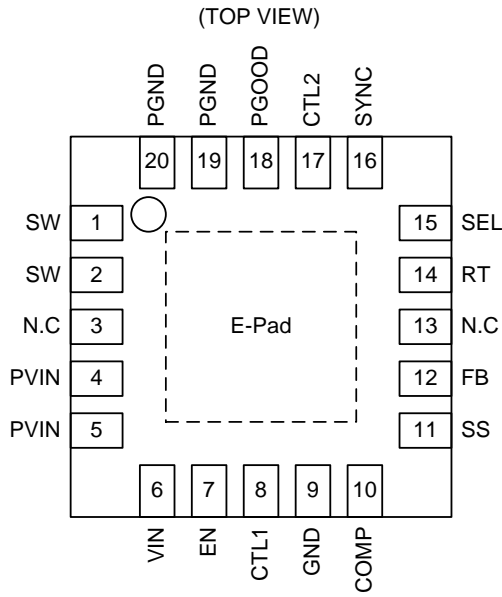 (TOP VIEW)
PGND PGND PGOOD CTL2 SYNC
20 19 18 17 16
SW 1 15 SEL
SW 2 14 RT
N.C 3 E-Pad 13 N.C
PVIN 4 12 FB
PVIN 5 11 SS
6 7 8 9 10
VIN EN CTL1 GND COMP